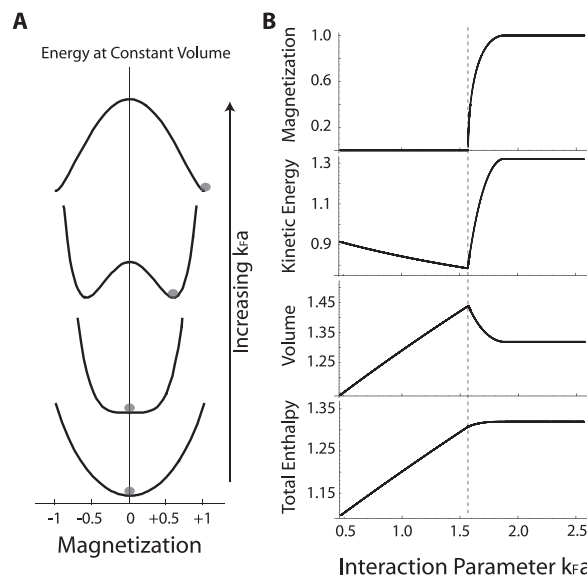 A
Energy at Constant Volume
Increasing kFa
-1 -0.5 0 +0.5 +1
Magnetization
B
Magnetization
1.0
0.6
0.2
Kinetic Energy
1.3
1.1
0.9
Volume
1.45
1.35
1.25
Total Enthalpy
1.35
1.25
1.15
0.5 1.0 1.5 2.0 2.5
Interaction Parameter kFa